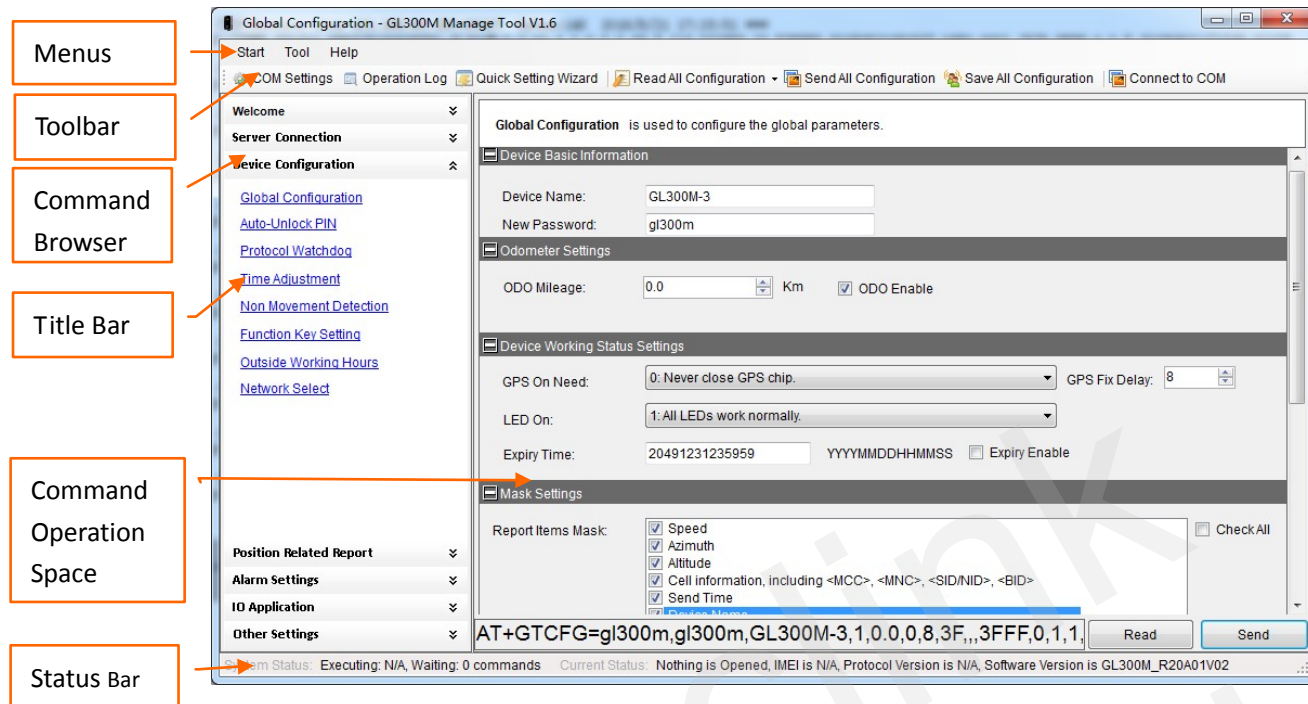 Global Configuration - GL300M Manage Tool V1.6
Menus
Start Tool Help
COM Settings Operation Log Quick Setting Wizard Read All Configuration Send All Configuration Save All Configuration Connect to COM
Toolbar
Welcome
Server Connection
Device Configuration
Command
Browser
Global Configuration
Auto-Unlock PIN
Protocol Watchdog
Time Adjustment
Non Movement Detection
Function Key Setting
Outside Working Hours
Network Select
Title Bar
Command
Operation
Space
Position Related Report
Alarm Settings
IO Application
Other Settings
Global Configuration is used to configure the global parameters.
Device Basic Information
Device Name: GL300M-3
New Password: gl300m
Odometer Settings
ODO Mileage: 0.0 Km ODO Enable
Device Working Status Settings
GPS On Need: 0: Never close GPS chip. GPS Fix Delay: 8
LED On: 1: All LEDs work normally.
Expiry Time: 20491231235959 YYYYMMDDHHMMSS Expiry Enable
Mask Settings
Report Items Mask: Speed Check All
Azimuth
Altitude
Cell information, including <MCC>, <MNC>, <SID/NID>, <BID>
Send Time
Device Name
AT+GTCFG=gl300m,gl300m,GL300M-3,1,0.0,0,8,3F,,,3FFF,0,1,1, Read Send
Status Bar
System Status: Executing: N/A, Waiting: 0 commands Current Status: Nothing is Opened, IMEI is N/A, Protocol Version is N/A, Software Version is GL300M_R20A01V02